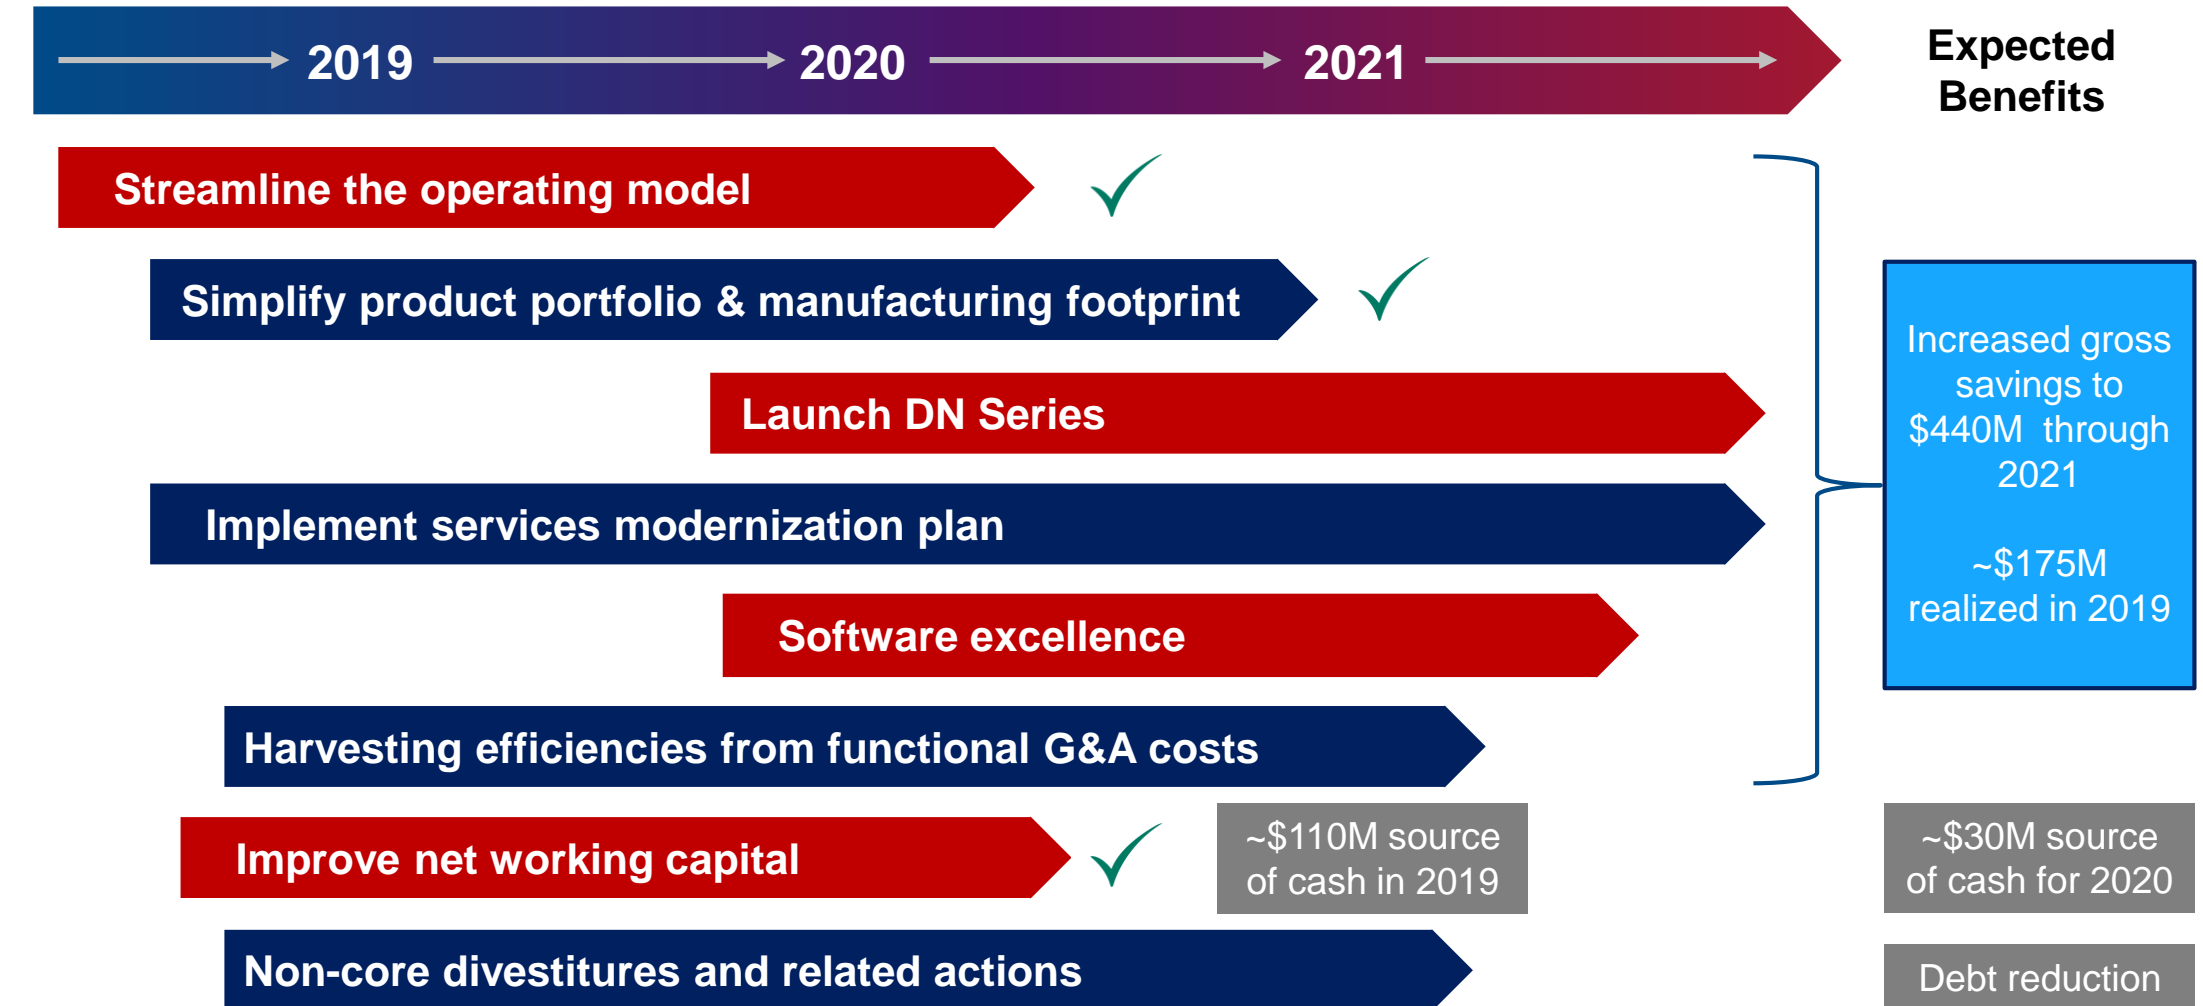 2019
2020
2021
Expected
Benefits
Streamline the operating model
Simplify product portfolio & manufacturing footprint
Launch DN Series
Implement services modernization plan
Software excellence
Harvesting efficiencies from functional G&A costs
Increased gross
savings to
$440M through
2021
~$175M
realized in 2019
Improve net working capital
~$110M source
of cash in 2019
~$30M source
of cash for 2020
Non-core divestitures and related actions
Debt reduction